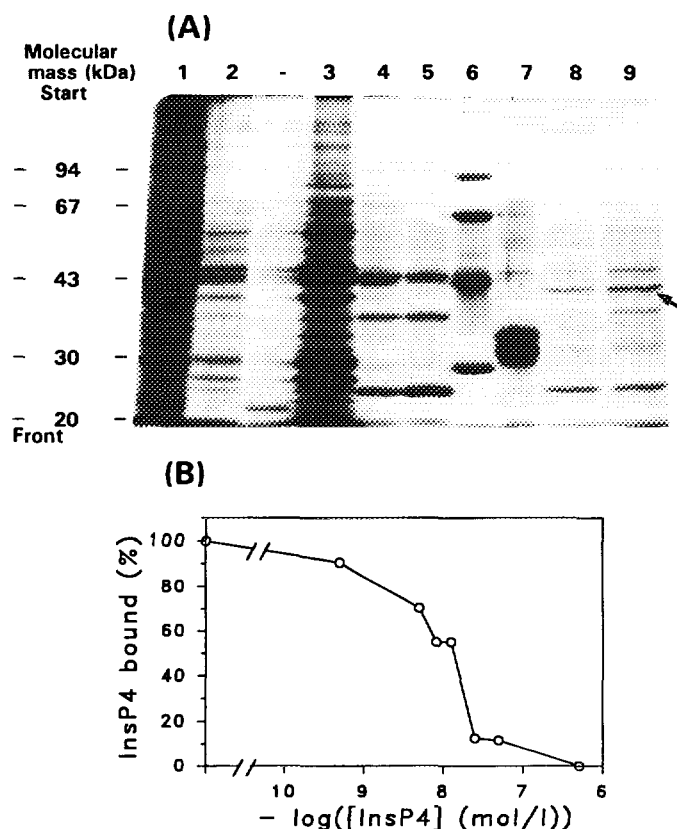 (A)
Molecular
mass (kDa) 1 2 - 3 4 5 6 7 8 9
Start
- 94 -
- 67 -
- 43 -
- 30 -
- 20 -
Front
(B)
InsP4 bound (%)
100
80
60
40
20
0
10 9 8 7 6
- log([InsP4] (mol/l))